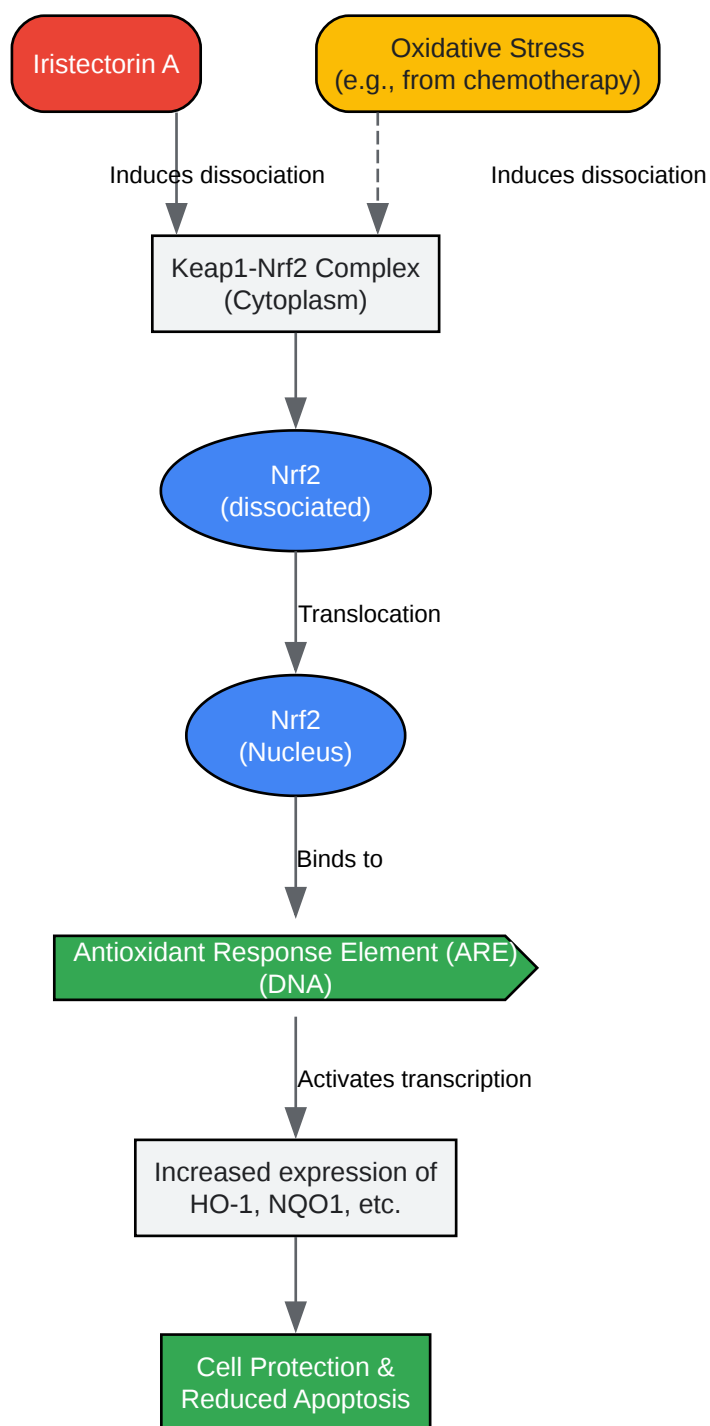 Iristectorin A
Oxidative Stress
(e.g., from chemotherapy)
Induces dissociation
Induces dissociation
Keap1-Nrf2 Complex
(Cytoplasm)
Nrf2
(dissociated)
Translocation
Nrf2
(Nucleus)
Binds to
Antioxidant Response Element (ARE)
(DNA)
Activates transcription
Increased expression of
HO-1, NQO1, etc.
Cell Protection &
Reduced Apoptosis